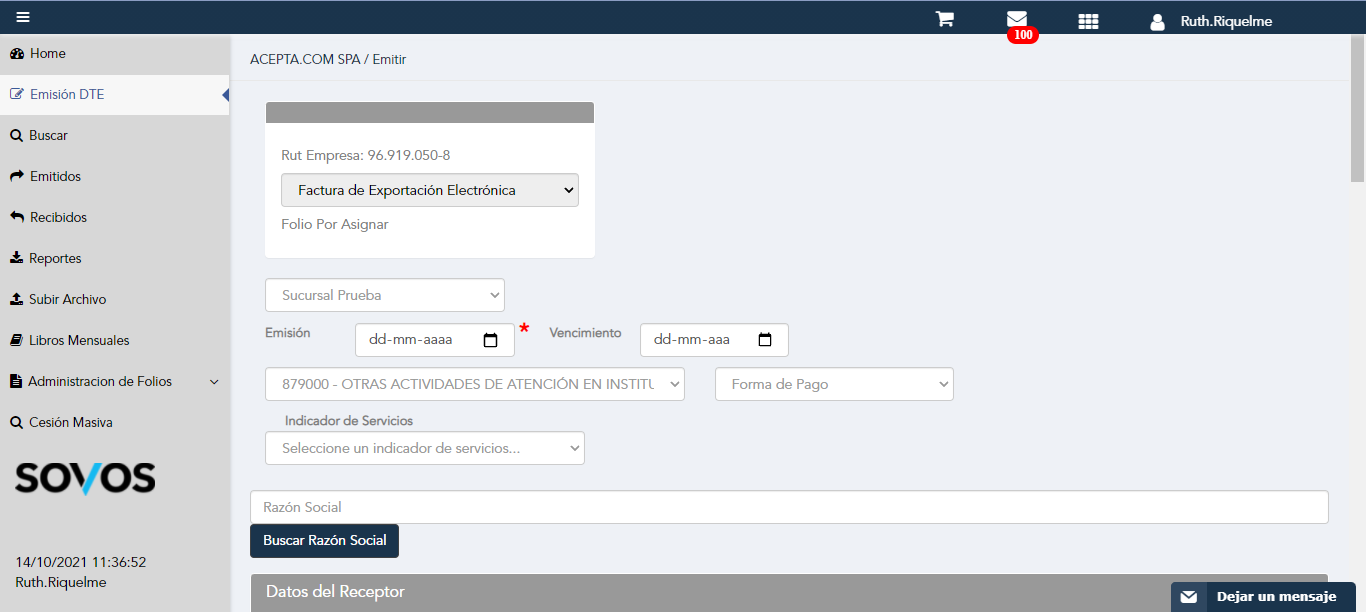 Ruth.Riquelme
100
Home
Emisión DTE
Buscar
Emitidos
Recibidos
Reportes
Subir Archivo
Libros Mensuales
Administracion de Folios
Cesión Masiva
SOVOS
14/10/2021 11:36:52
Ruth.Riquelme
ACEPTA.COM SPA / Emitir
Rut Empresa: 96.919.050-8
Factura de Exportación Electrónica
Folio Por Asignar
Sucursal Prueba
Emisión dd-mm-aaaa * Vencimiento dd-mm-aaa
879000 - OTRAS ACTIVIDADES DE ATENCIÓN EN INSTITU Forma de Pago
Indicador de Servicios
Seleccione un indicador de servicios...
Razón Social
Buscar Razón Social
Datos del Receptor
Dejar un mensaje